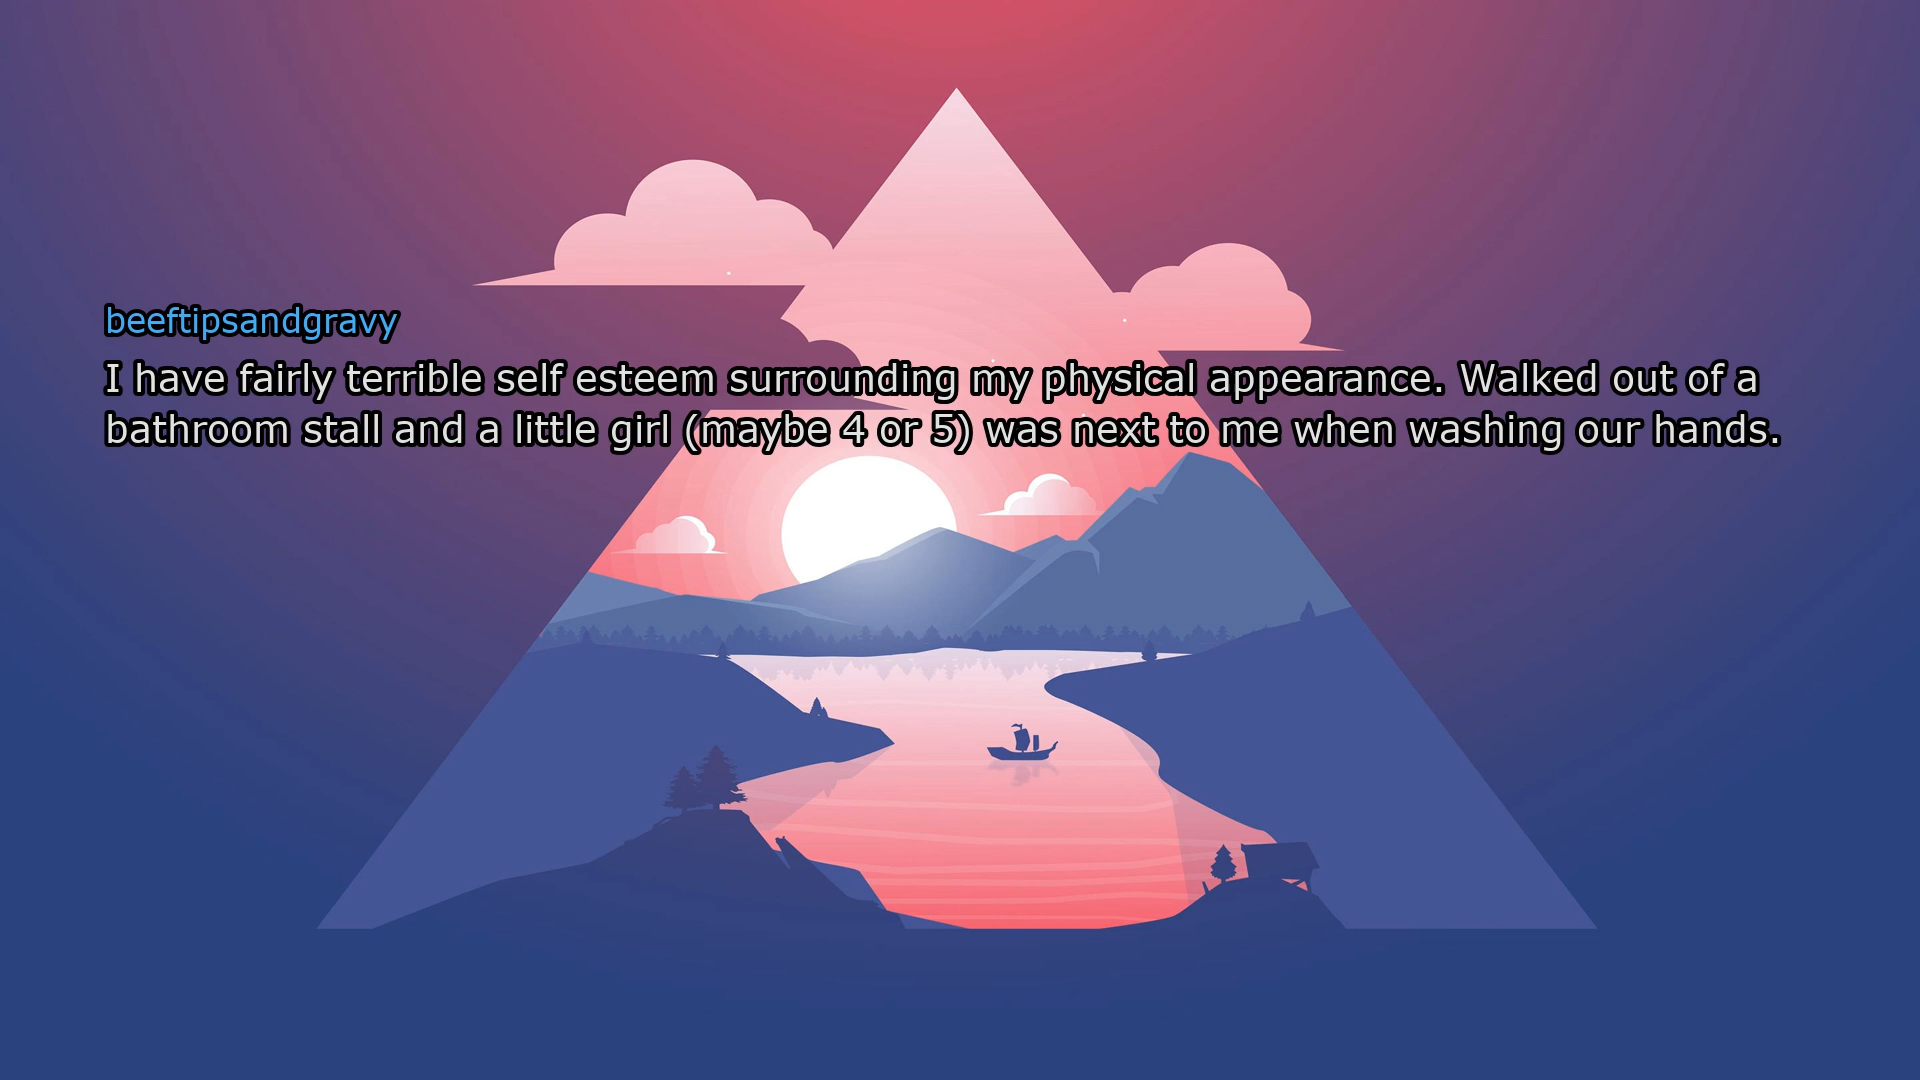 beeftipsandgravy
I have fairly terrible self esteem surrounding my physical appearance. Walked out of a
bathroom stall and a little girl (maybe 4 or 5) was next to me when washing our hands.